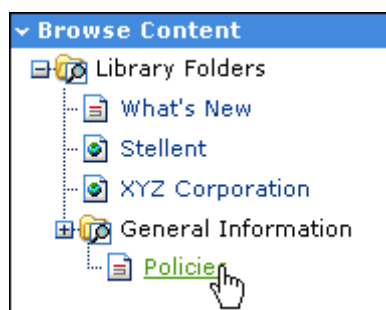 Browse Content
Library Folders
What's New
Stellent
XYZ Corporation
General Information
Policies